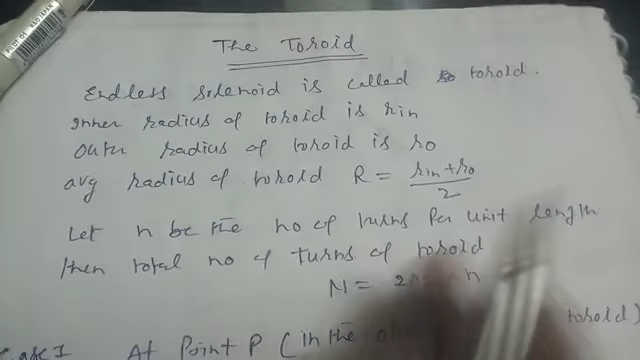 The Toroid
Endless solenoid is called toroid.
inner radius of toroid is rin
outer radius of toroid is ro
avg radius of toroid R = rin + ro / 2
Let n be the no of turns per unit length
then total no of turns of toroid
N = 2 n
Case I At point P (in the toroid)